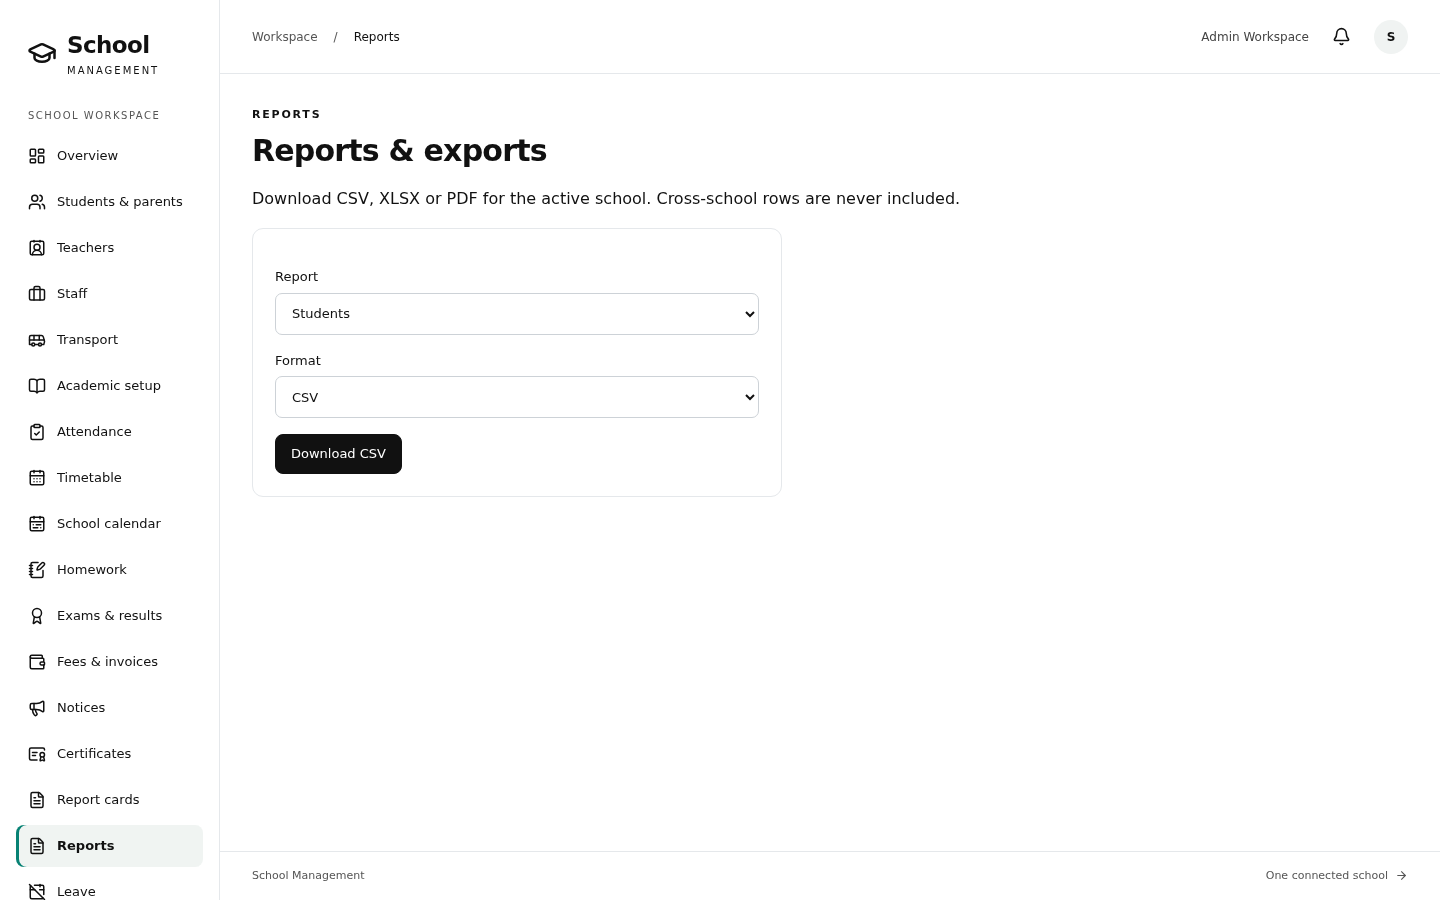 School
MANAGEMENT
SCHOOL WORKSPACE
Overview
Students & parents
Teachers
Staff
Transport
Academic setup
Attendance
Timetable
School calendar
Homework
Exams & results
Fees & invoices
Notices
Certificates
Report cards
Reports
Leave
Workspace / Reports
Admin Workspace
S
REPORTS
Reports & exports
Download CSV, XLSX or PDF for the active school. Cross-school rows are never included.
Report
Students
Format
CSV
Download CSV
School Management
One connected school